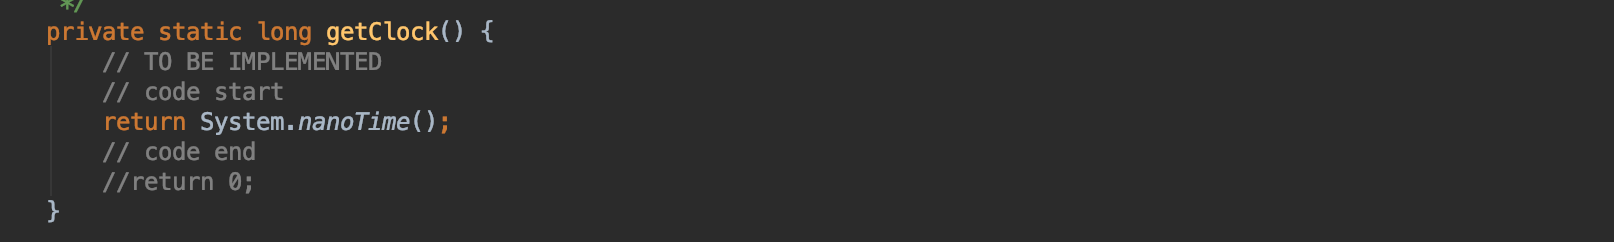 */
private static long getClock() {
// TO BE IMPLEMENTED
// code start
return System.nanoTime();
// code end
//return 0;
}